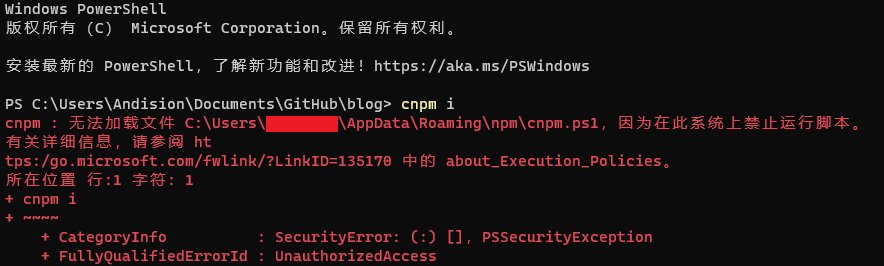 Windows PowerShell
版权所有 (C)  Microsoft Corporation。保留所有权利。
安装最新的 PowerShell，了解新功能和改进！https://aka.ms/PSWindows
PS C:\Users\Andision\Documents\GitHub\blog> cnpm i
cnpm : 无法加载文件 C:\Users\\AppData\Roaming\npm\cnpm.ps1，因为在此系统上禁止运行脚本。
有关详细信息，请参阅 ht
tps:/go.microsoft.com/fwlink/?LinkID=135170 中的 about_Execution_Policies。
所在位置 行:1 字符: 1
+ cnpm i
+ ~~~~
    + CategoryInfo          : SecurityError: (:) []，PSSecurityException
    + FullyQualifiedErrorId : UnauthorizedAccess